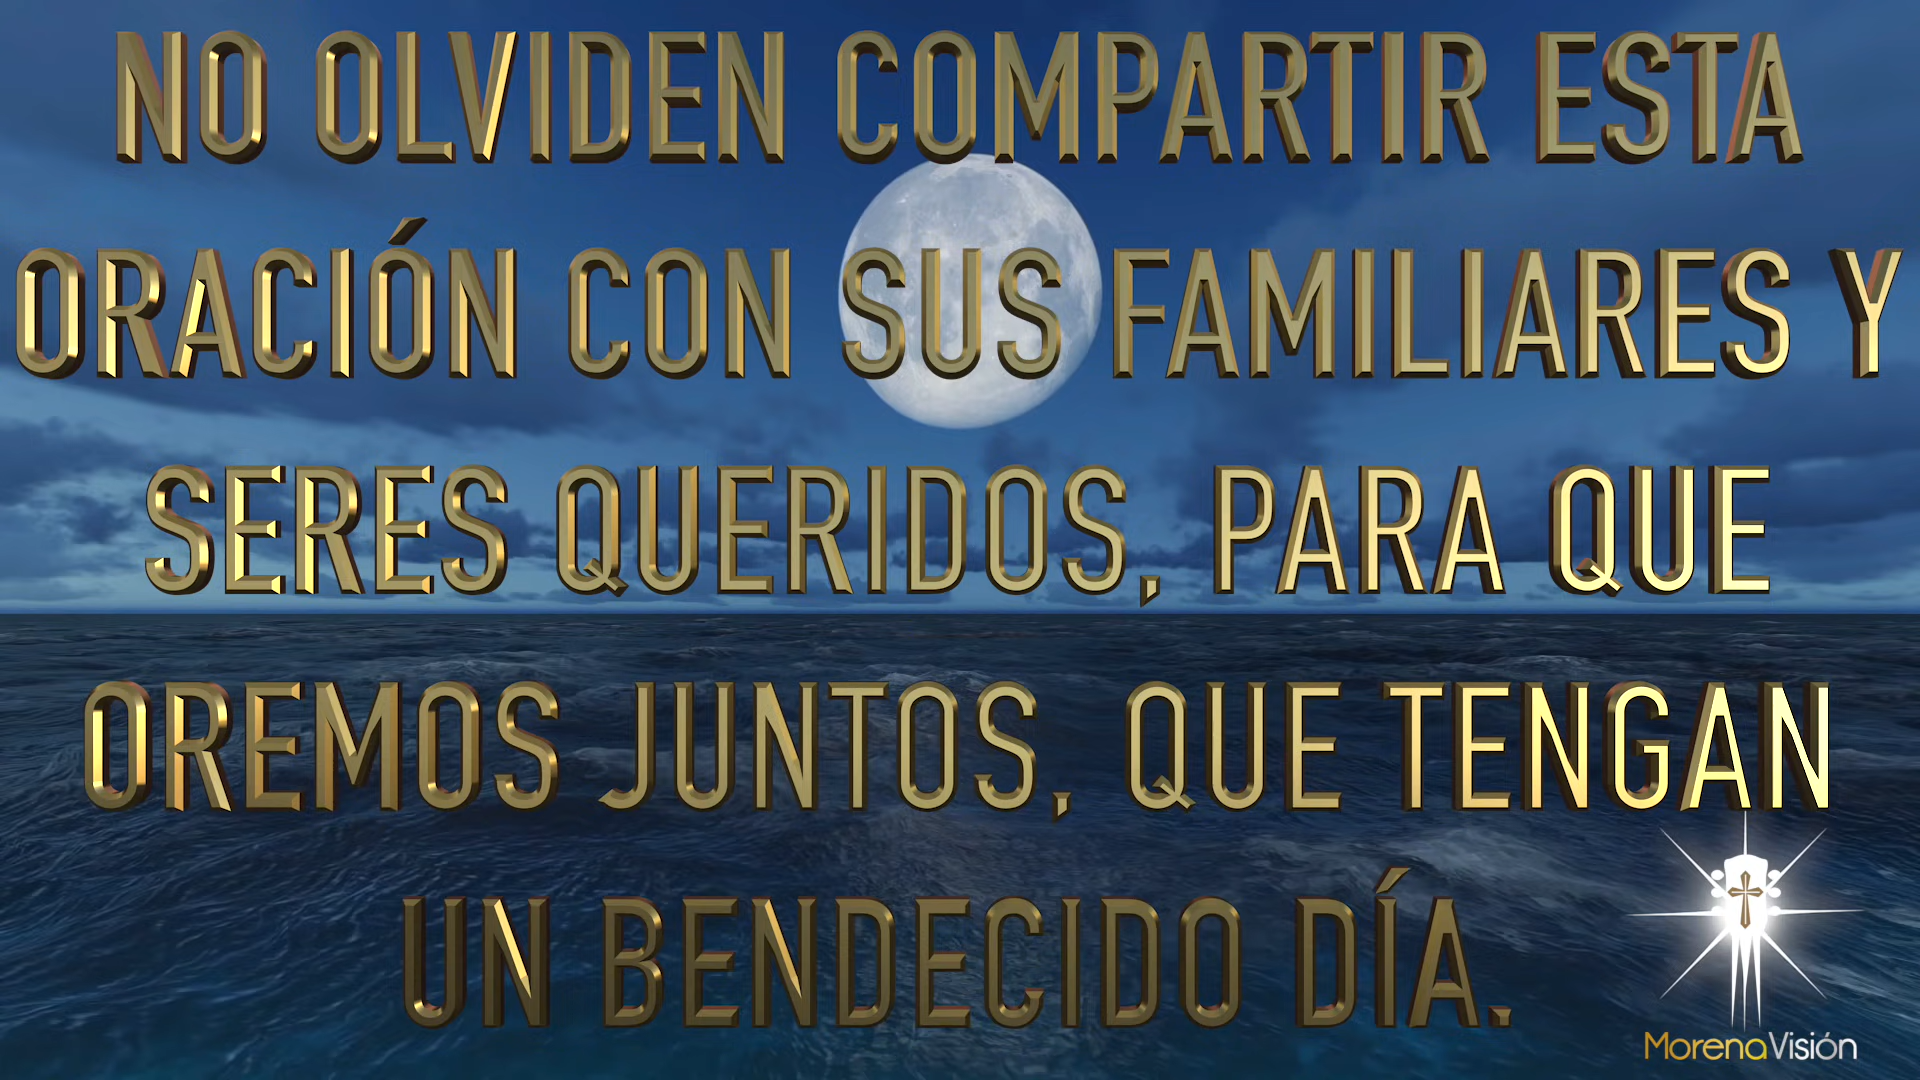 NO OLVIDEN COMPARTIR ESTA
ORACIÓN CON SUS FAMILIARES Y
SERES QUERIDOS, PARA QUE
OREMOS JUNTOS, QUE TENGAN
UN BENDECIDO DÍA.
MorenaVisión